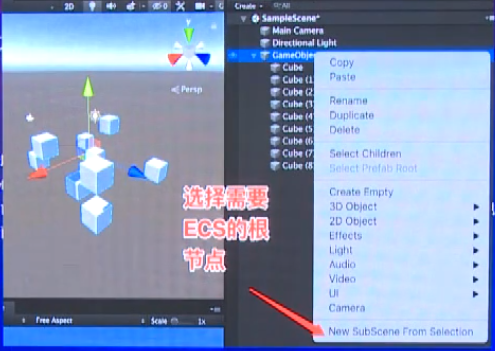 2D
0
Create
All
SampleScene*
Main Camera
Directional Light
GameObje
Cube
Cube (1
Cube (2
Cube (3
Cube (4
Cube (5
Cube (6
Cube (7
Cube (8
Y
Persp
Copy
Paste
Rename
Duplicate
Delete
Select Children
Select Prefab Root
Create Empty
3D Object
2D Object
Effects
Light
Audio
Video
UI
Camera
New SubScene From Selection
选择需要
ECS的根
节点
Free Aspect
Scale
1x